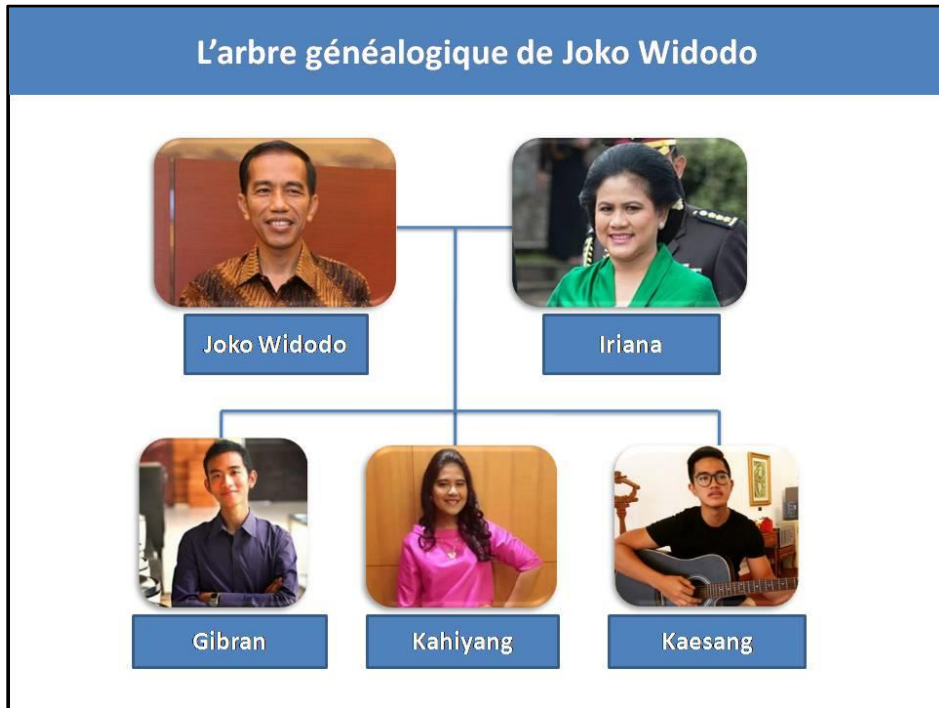 L’arbre généalogique de Joko Widodo
Joko Widodo
Iriana
Gibran
Kahiyang
Kaesang